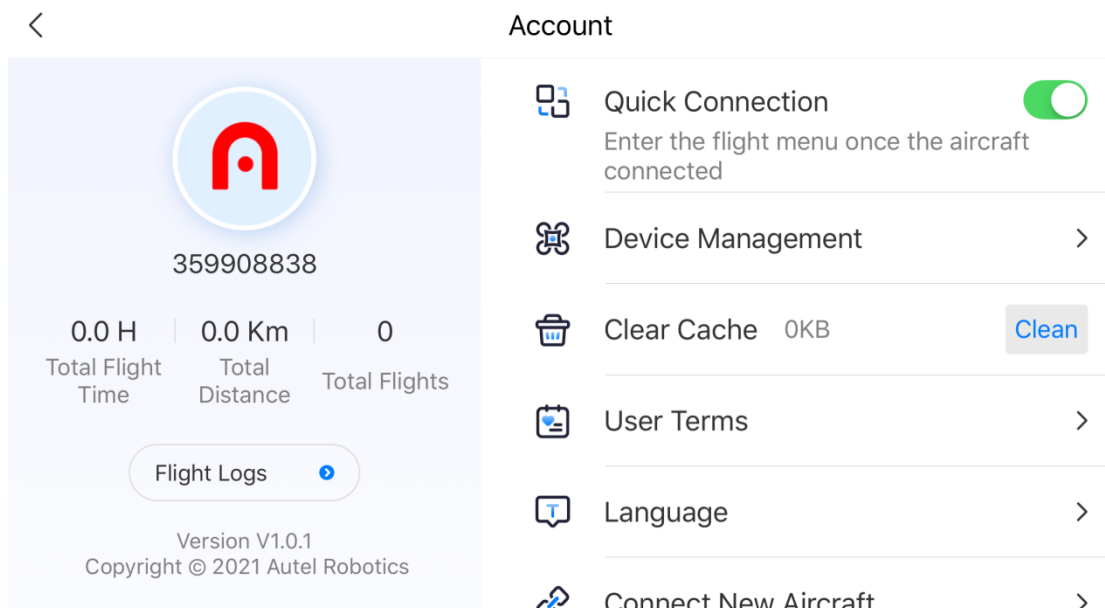 Account
359908838
0.0 H
0.0 Km
0
Total Flight
Time
Total
Distance
Total Flights
Flight Logs
Version V1.0.1
Copyright © 2021 Autel Robotics
Quick Connection
Enter the flight menu once the aircraft
connected
Device Management
Clear Cache 0KB Clean
User Terms
Language
Connect New Aircraft